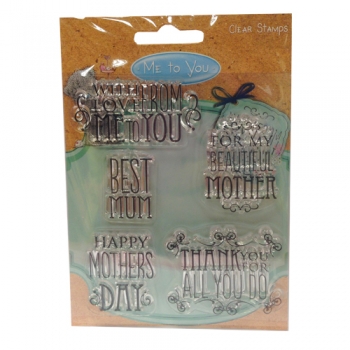 Clear Stamps
Me to You
WITH
LOVE FROM
ME TO YOU
FOR MY
BEAUTIFUL
MOTHER
BEST
MUM
HAPPY
MOTHERS
DAY
THANK YOU
FOR
ALL YOU DO